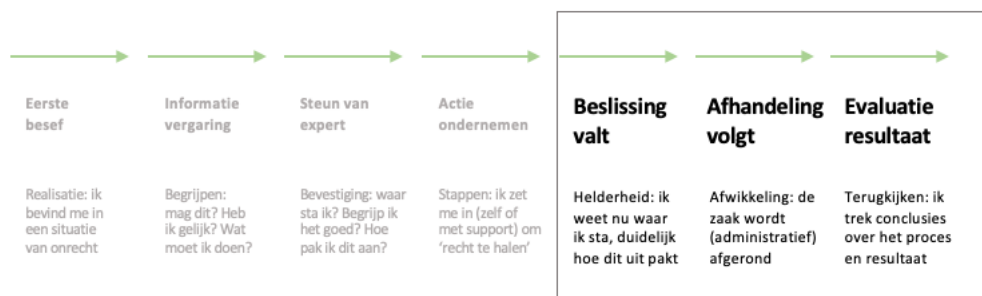 Eerste
besef
Informatie
vergaring
Steun van
expert
Actie
ondernemen
Beslissing
valt
Afhandeling
volgt
Evaluatie
resultaat
Realisatie: ik
bevind me in
een situatie
van onrecht
Begrijpen:
mag dit? Heb
ik gelijk? Wat
moet ik doen?
Bevestiging: waar
sta ik? Begrijp ik
het goed? Hoe
pak ik dit aan?
Stappen: ik zet
me in (zelf of
met support) om
‘recht te halen’
Helderheid: ik
weet nu waar
ik sta, duidelijk
hoe dit uit pakt
Afwikkeling: de
zaak wordt
(administratief)
afgerond
Terugkijken: ik
trek conclusies
over het proces
en resultaat